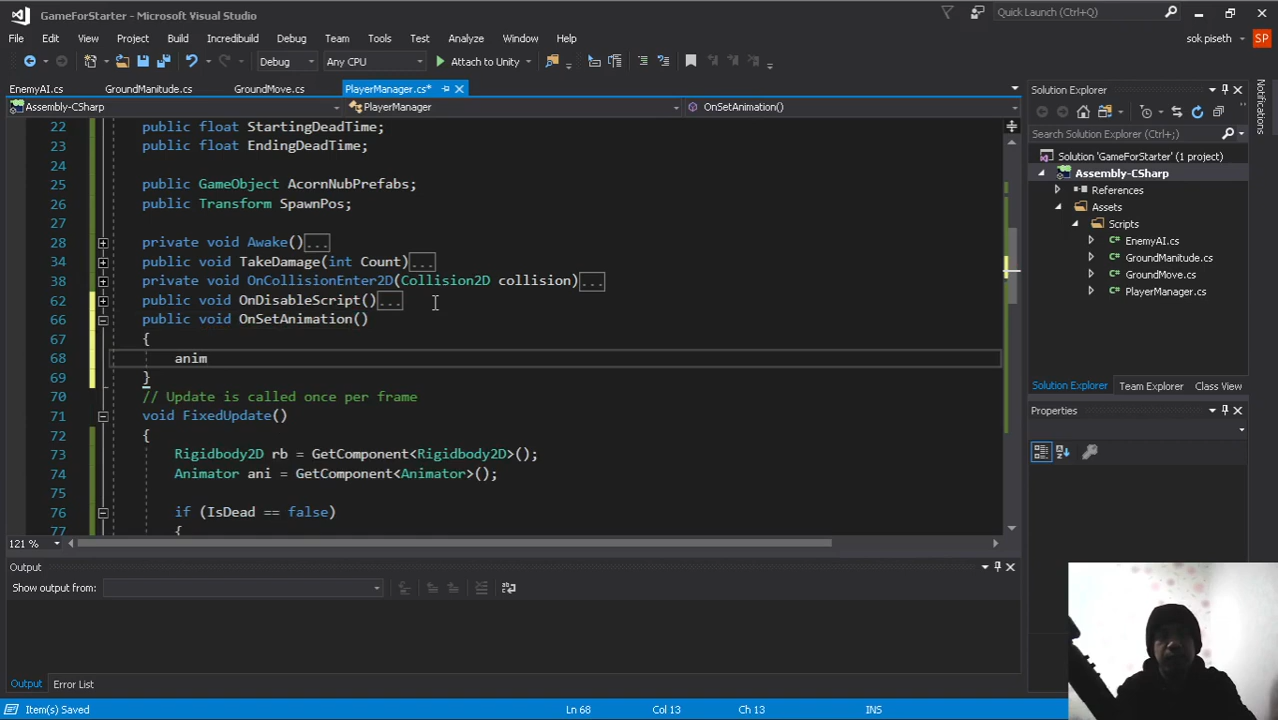 GameForStarter - Microsoft Visual Studio
Quick Launch (Ctrl+Q)
File Edit View Project Build Incredibuild Debug Team Tools Test Analyze Window Help
sok piseth SP
Debug Any CPU Attach to Unity
EnemyAI.cs GroundManitude.cs GroundMove.cs PlayerManager.cs*
Assembly-CSharp PlayerManager OnSetAnimation()
22 public float StartingDeadTime;
23 public float EndingDeadTime;
24
25 public GameObject AcornNubPrefabs;
26 public Transform SpawnPos;
27
28 private void Awake()...
34 public void TakeDamage(int Count)...
38 private void OnCollisionEnter2D(Collision2D collision)...
62 public void OnDisableScript()...
66 public void OnSetAnimation()
67 {
68 anim
69 }
70 // Update is called once per frame
71 void FixedUpdate()
72 {
73 Rigidbody2D rb = GetComponent<Rigidbody2D>();
74 Animator ani = GetComponent<Animator>();
75
76 if (IsDead == false)
77 {
121 %
Output
Show output from:
Output Error List
Item(s) Saved Ln 68 Col 13 Ch 13 INS
Solution Explorer
Search Solution Explorer (Ctrl+;)
Solution 'GameForStarter' (1 project)
Assembly-CSharp
References
Assets
Scripts
EnemyAI.cs
GroundManitude.cs
GroundMove.cs
PlayerManager.cs
Solution Explorer Team Explorer Class View
Properties
Notifications